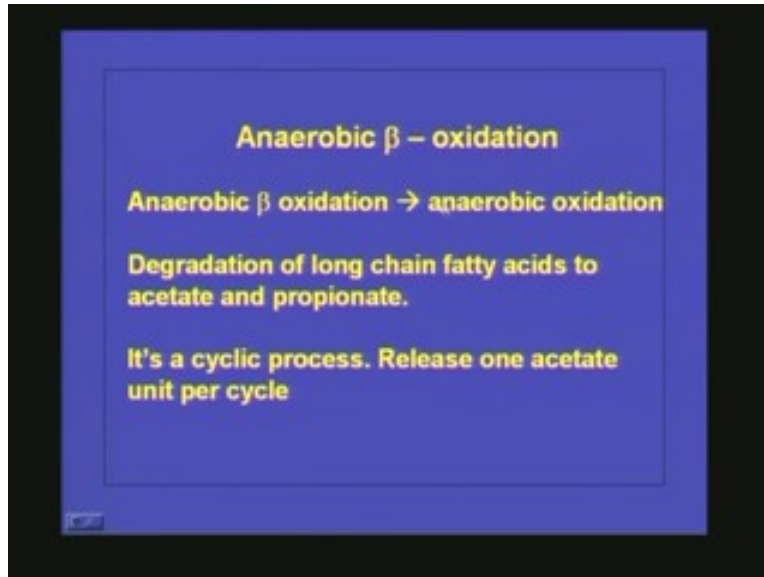 Anaerobic β – oxidation
Anaerobic β oxidation → anaerobic oxidation
Degradation of long chain fatty acids to
acetate and propionate.
It's a cyclic process. Release one acetate
unit per cycle